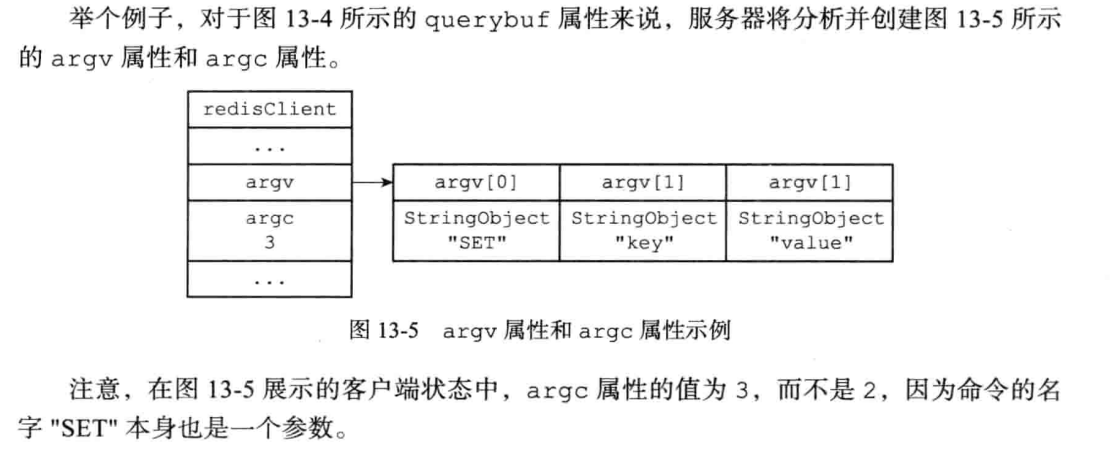 举个例子，对于图 13-4 所示的 querybuf 属性来说，服务器将分析并创建图 13-5 所示
的 argv 属性和 argc 属性。
redisClient
...
argv
argc
3
...
argv[0] argv[1] argv[1]
StringObject StringObject StringObject
"SET" "key" "value"
图 13-5 argv 属性和 argc 属性示例
注意，在图 13-5 展示的客户端状态中，argc 属性的值为 3，而不是 2，因为命令的名
字 "SET" 本身也是一个参数。